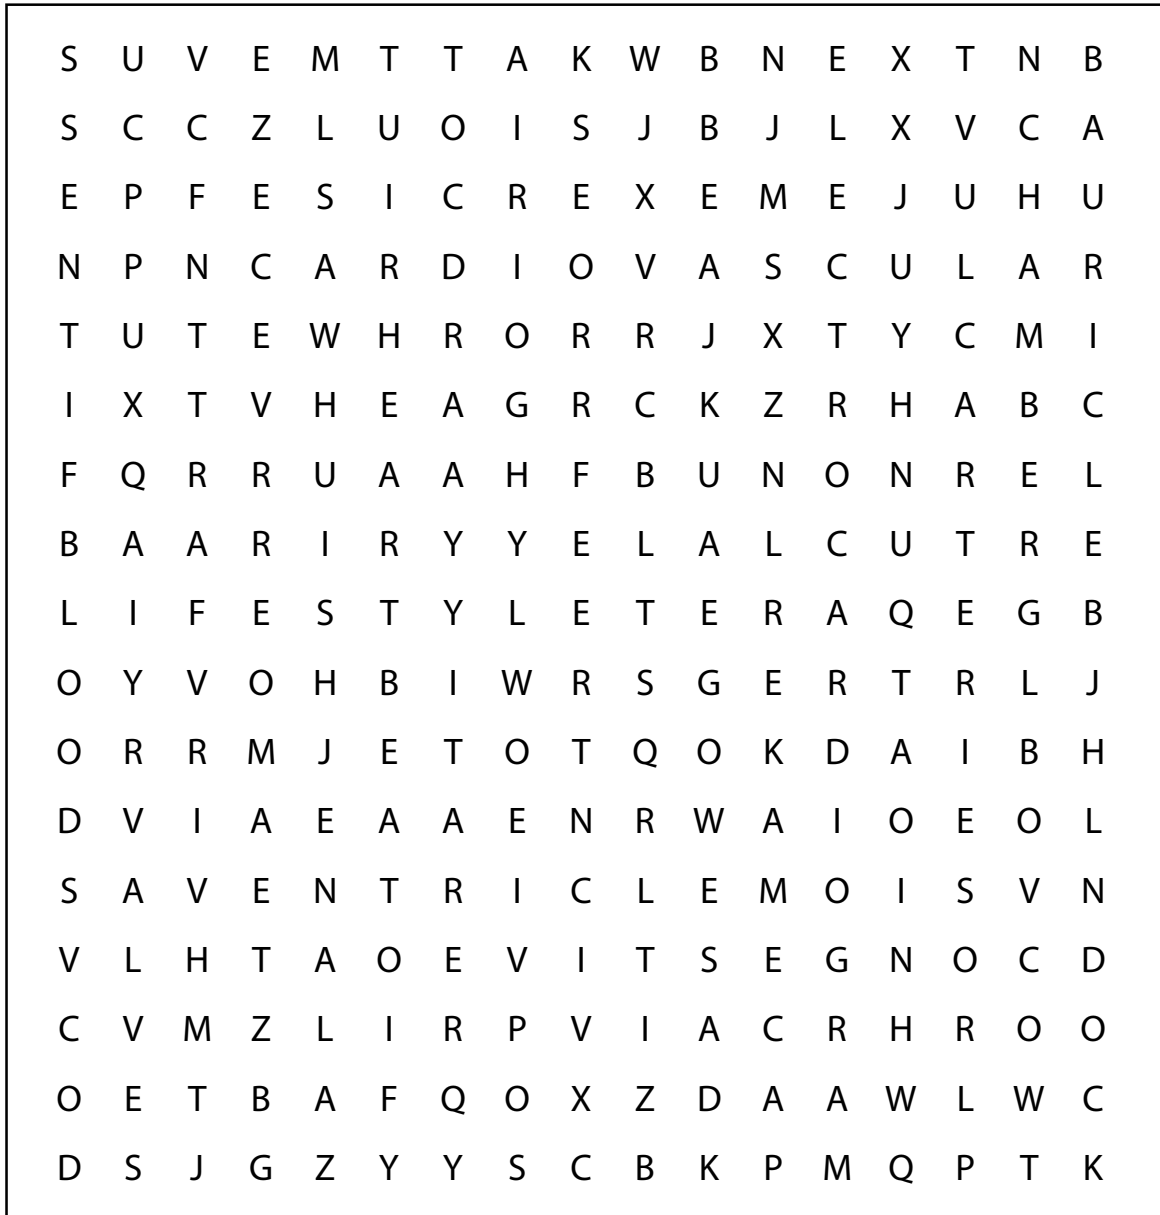 S U V E M T T A K W B N E X T N B
S C C Z L U O I S J B J L X V C A
E P F E S I C R E X E M E J U H U
N P N C A R D I O V A S C U L A R
T U T E W H R O R R J X T Y C M I
I X T V H E A G R C K Z R H A B C
F Q R R U A A H F B U N O N R E L
B A A R I R Y Y E L A L C U T R E
L I F E S T Y L E T E R A Q E G B
O Y V O H B I W R S G E R T R L J
O R R M J E T O T Q O K D A I B H
D V I A E A A E N R W A I O E O L
S A V E N T R I C L E M O I S V N
V L H T A O E V I T S E G N O C D
C V M Z L I R P V I A C R H R O O
O E T B A F Q O X Z D A A W L W C
D S J G Z Y Y S C B K P M Q P T K